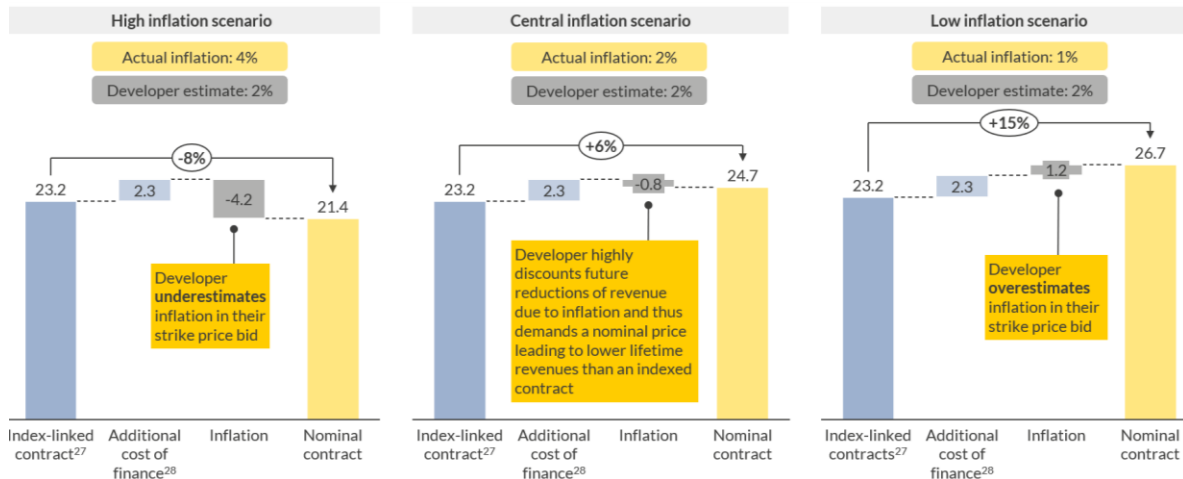 High inflation scenario
Actual inflation: 4%
Developer estimate: 2%
-8%
23.2
2.3
-4.2
21.4
Developer
underestimates
inflation in their
strike price bid
Index-linked
contract27
Additional
cost of
finance28
Inflation
Nominal
contract
Central inflation scenario
Actual inflation: 2%
Developer estimate: 2%
+6%
23.2
2.3
-0.8
24.7
Developer highly
discounts future
reductions of revenue
due to inflation and thus
demands a nominal price
leading to lower lifetime
revenues than an indexed
contract
Index-linked
contract27
Additional
cost of
finance28
Inflation
Nominal
contract
Low inflation scenario
Actual inflation: 1%
Developer estimate: 2%
+15%
23.2
2.3
1.2
26.7
Developer
overestimates
inflation in their
strike price bid
Index-linked
contracts27
Additional
cost of
finance28
Inflation
Nominal
contract